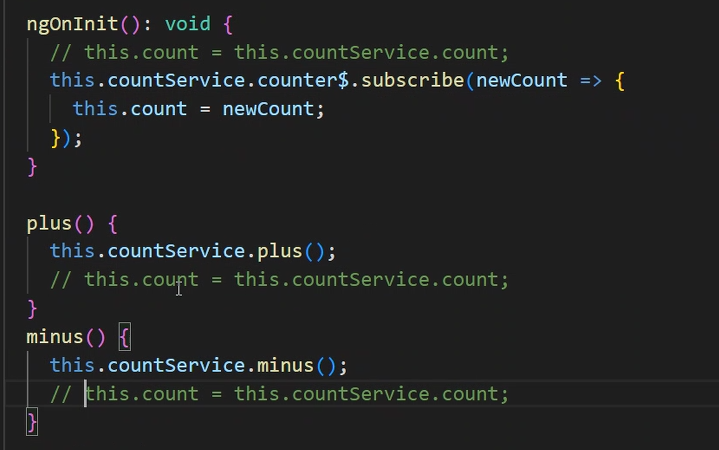 ngOnInit(): void {
// this.count = this.countService.count;
this.countService.counter$.subscribe(newCount => {
this.count = newCount;
});
}
plus() {
this.countService.plus();
// this.count = this.countService.count;
}
minus() {
this.countService.minus();
// this.count = this.countService.count;
}